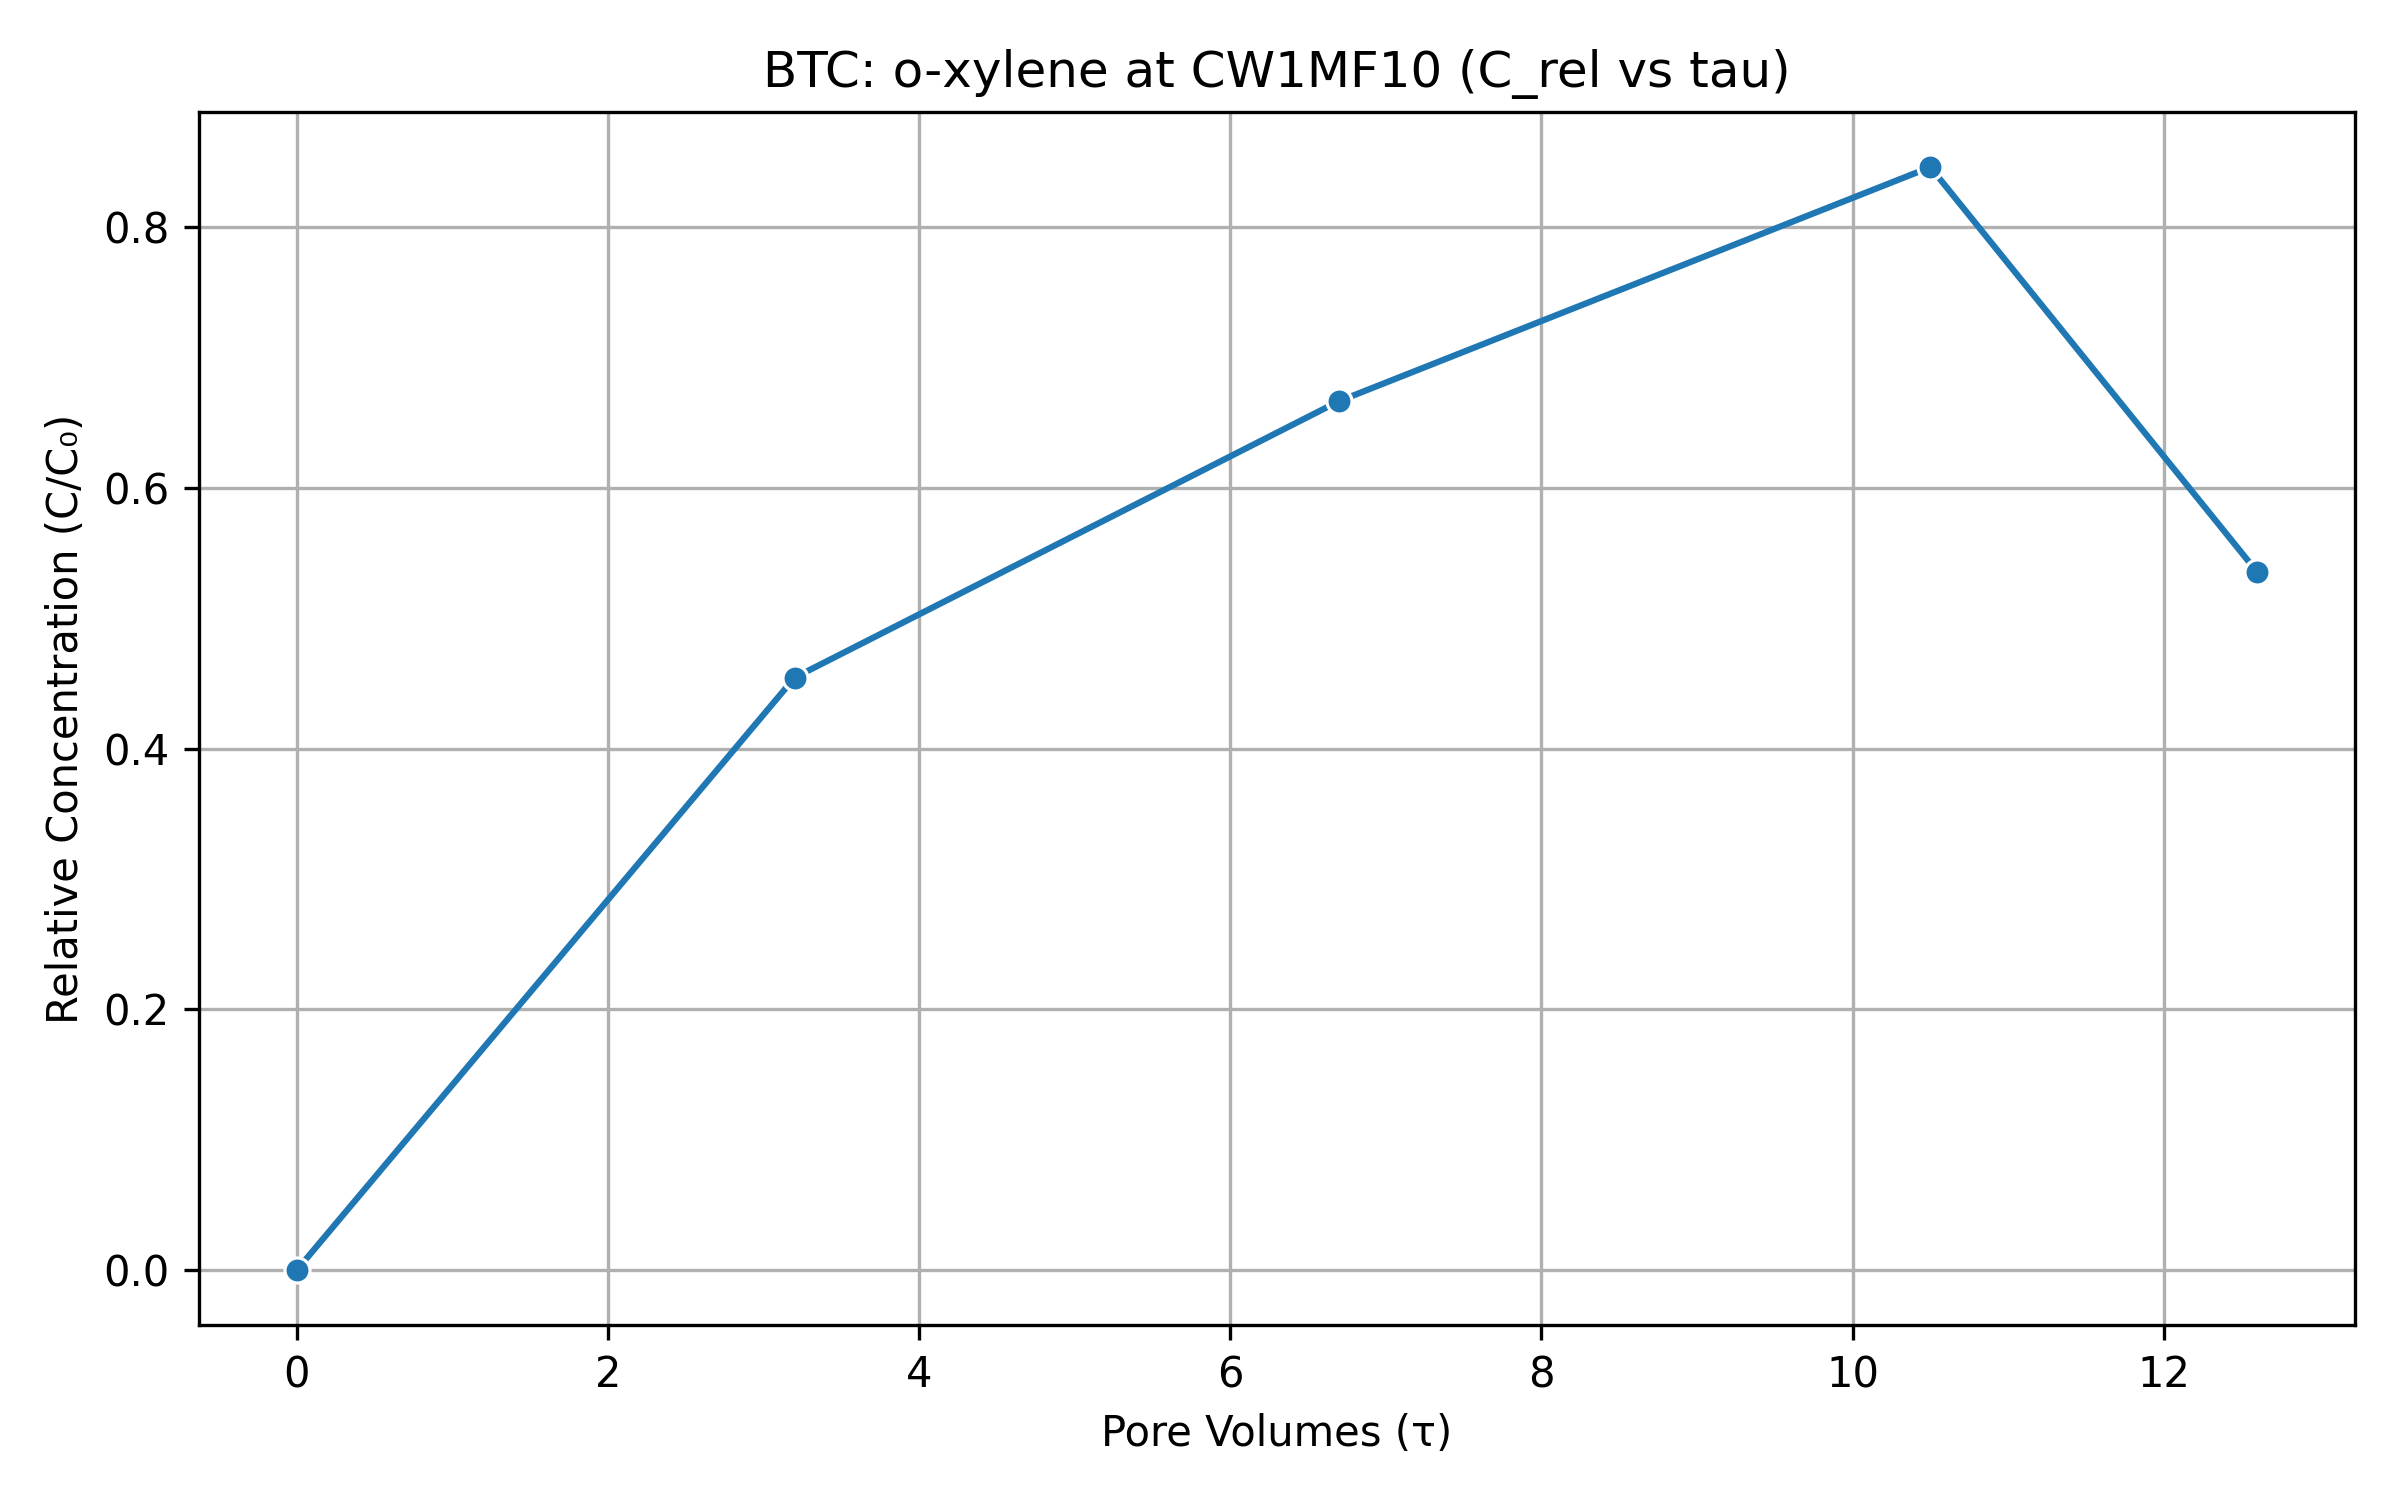 BTC: o-xylene at CW1MF10 (C_rel vs tau)
Relative Concentration (C/C₀)
0.8
0.6
0.4
0.2
0.0
0 2 4 6 8 10 12
Pore Volumes (τ)